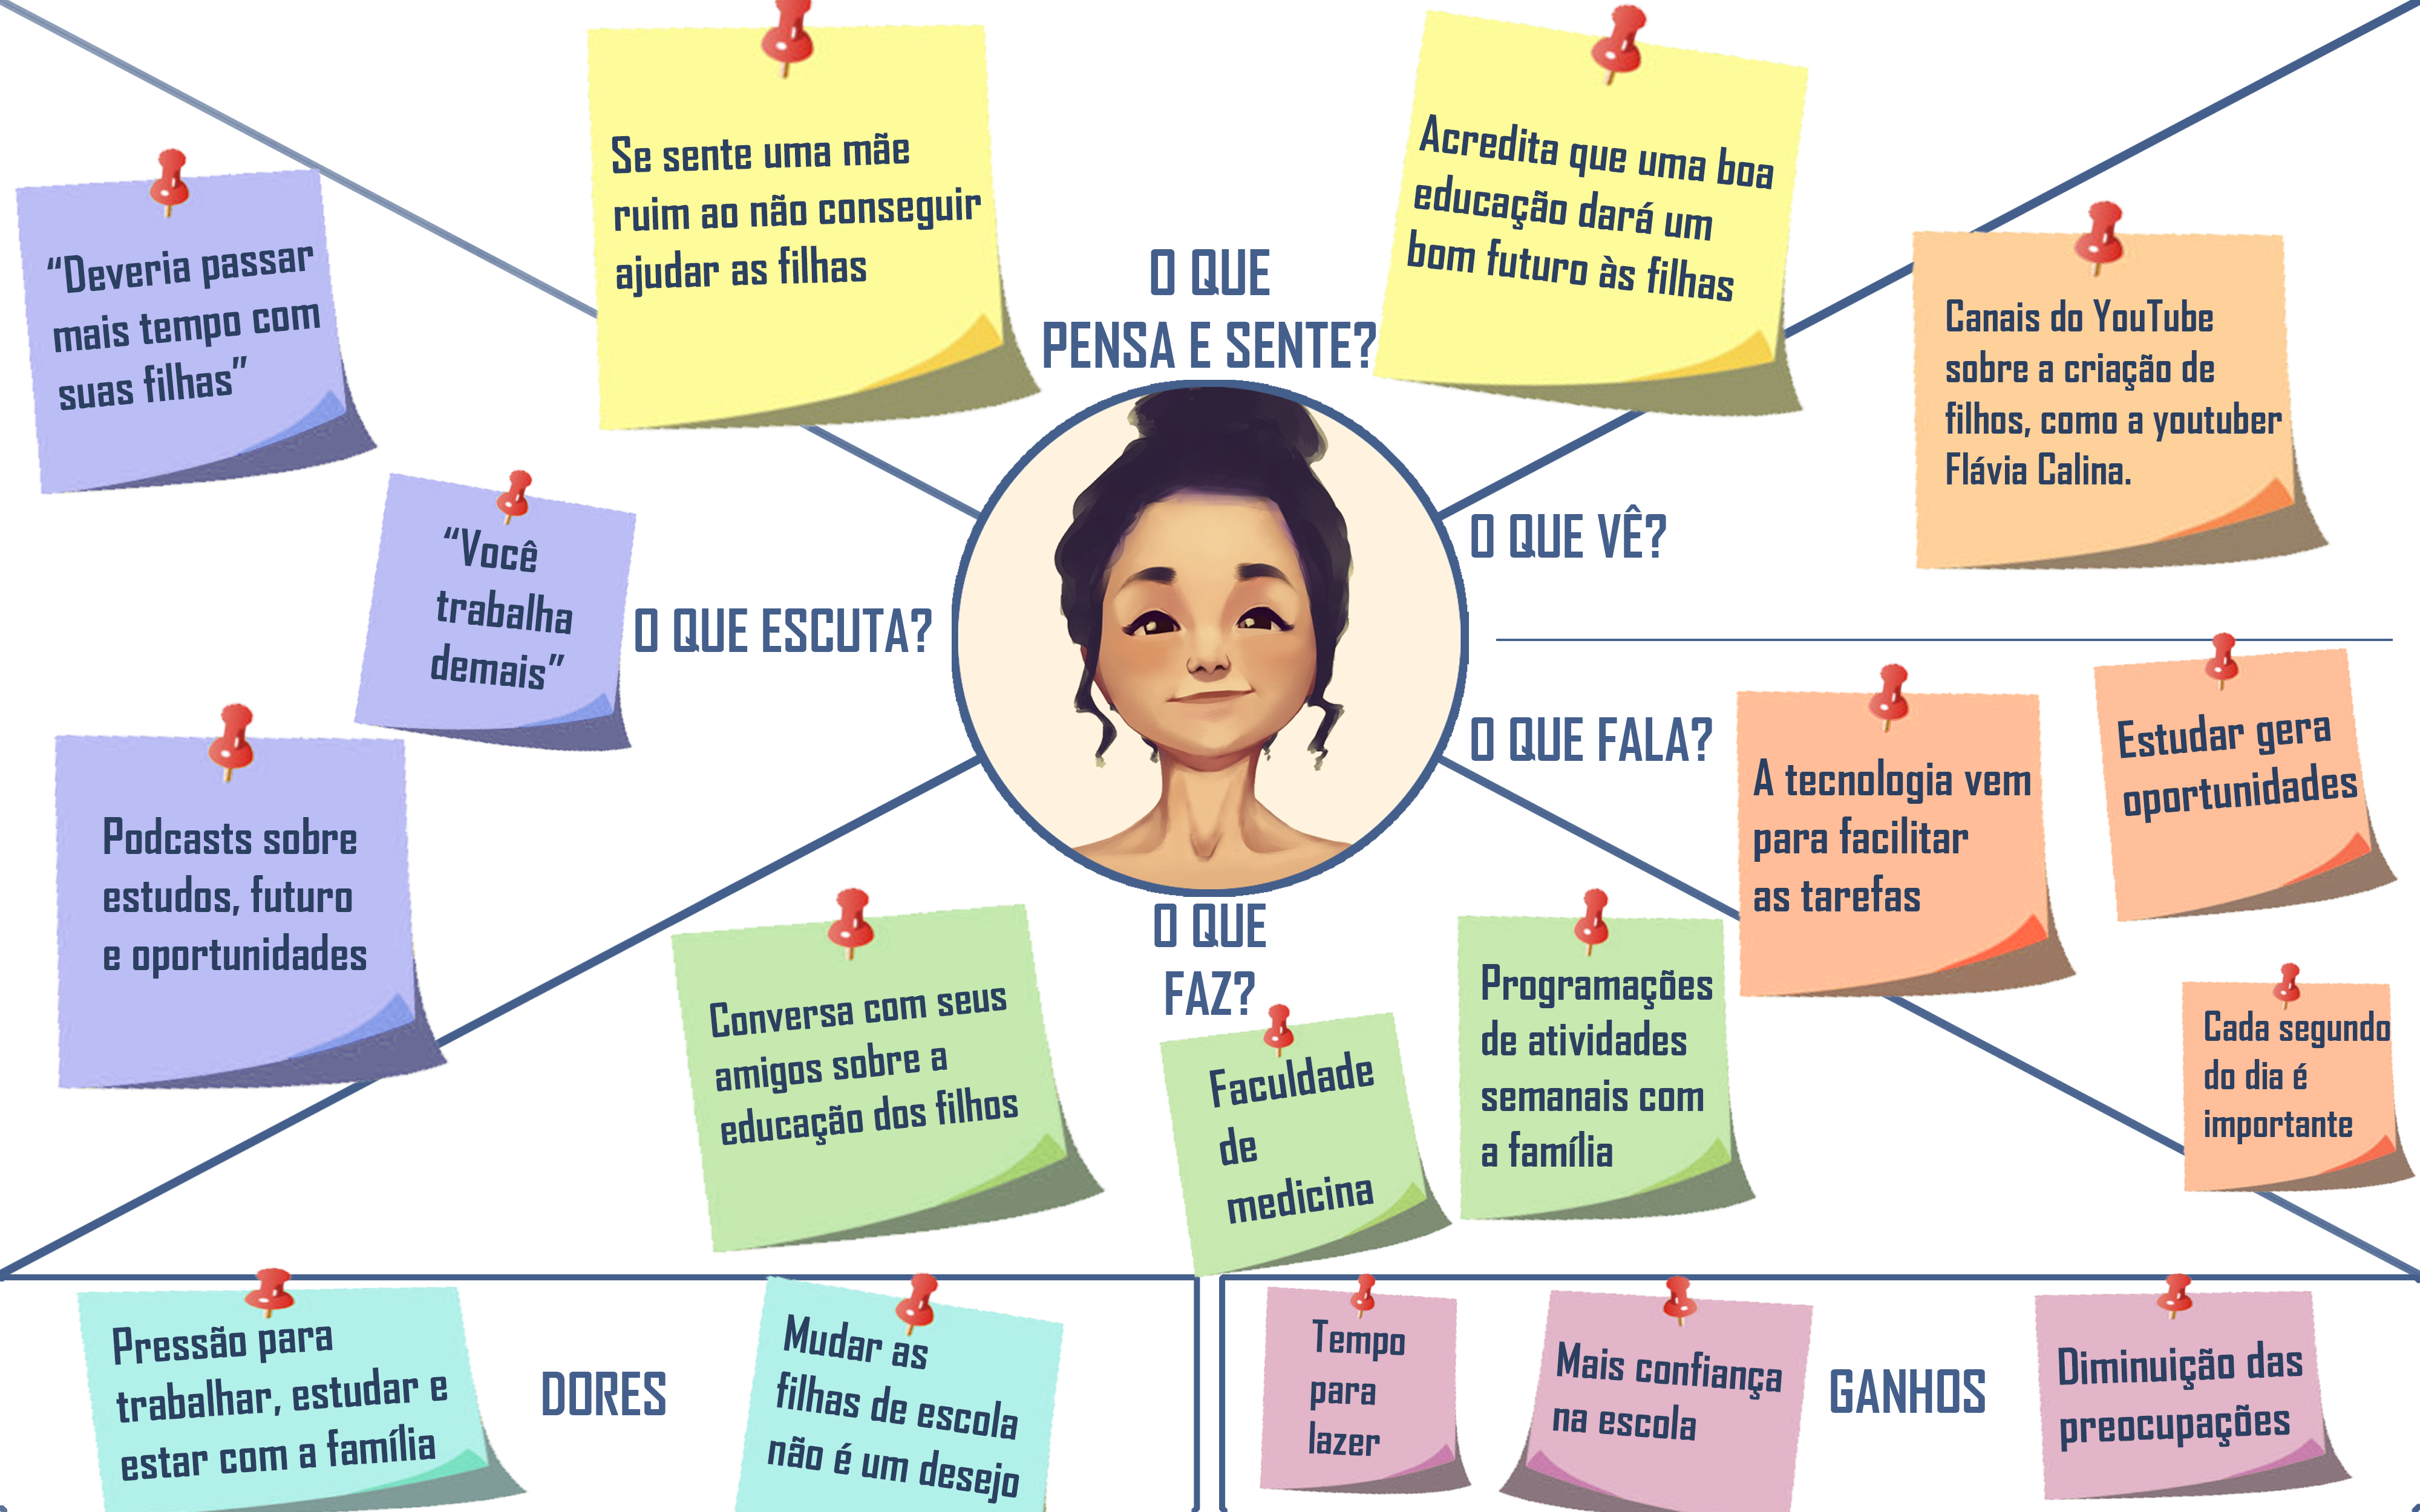 Se sente uma mãe
ruim ao não conseguir
ajudar as filhas
O QUE
PENSA E SENTE?
Acredita que uma boa
educação dará um
bom futuro às filhas
“Deveria passar
mais tempo com
suas filhas”
“Você
trabalha
demais”
O QUE ESCUTA?
Podcasts sobre
estudos, futuro
e oportunidades
O QUE VÊ?
Canais do YouTube
sobre a criação de
filhos, como a youtuber
Flávia Calina.
O QUE FALA?
A tecnologia vem
para facilitar
as tarefas
Estudar gera
oportunidades
Cada segundo
do dia é
importante
O QUE
FAZ?
Conversa com seus
amigos sobre a
educação dos filhos
Faculdade
de
medicina
Programações
de atividades
semanais com
a família
Pressão para
trabalhar, estudar e
estar com a família
DORES
Mudar as
filhas de escola
não é um desejo
Tempo
para
lazer
Mais confiança
na escola
GANHOS
Diminuição das
preocupações